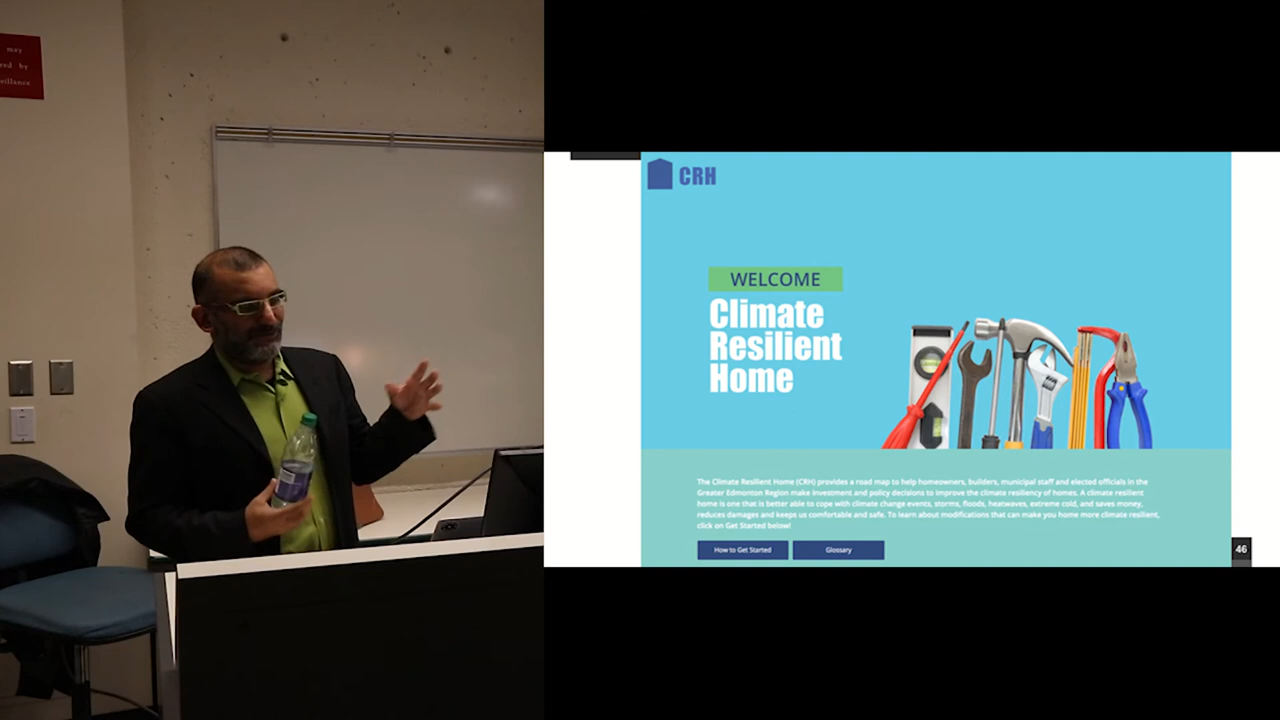 may
red by
eillance
CRH
WELCOME
Climate
Resilient
Home
The Climate Resilient Home (CRH) provides a road map to help homeowners, builders, municipal staff and elected officials in the
Greater Edmonton Region make investment and policy decisions to improve the climate resiliency of homes. A climate resilient
home is one that is better able to cope with climate change events, storms, floods, heatwaves, extreme cold, and saves money,
reduces damages and keeps us comfortable and safe. To learn about modifications that can make you home more climate resilient,
click on Get Started below!
How to Get Started
Glossary
46